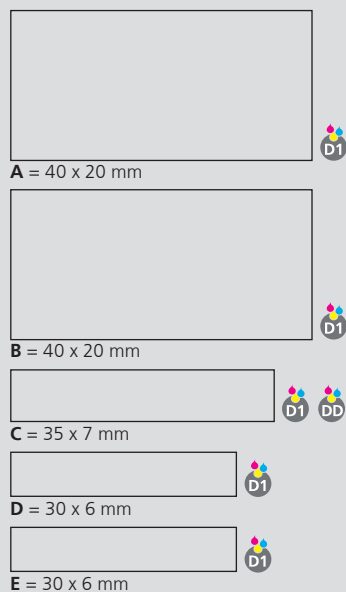 D1
A = 40 x 20 mm
D1
B = 40 x 20 mm
D1 DD
C = 35 x 7 mm
D1
D = 30 x 6 mm
D1
E = 30 x 6 mm